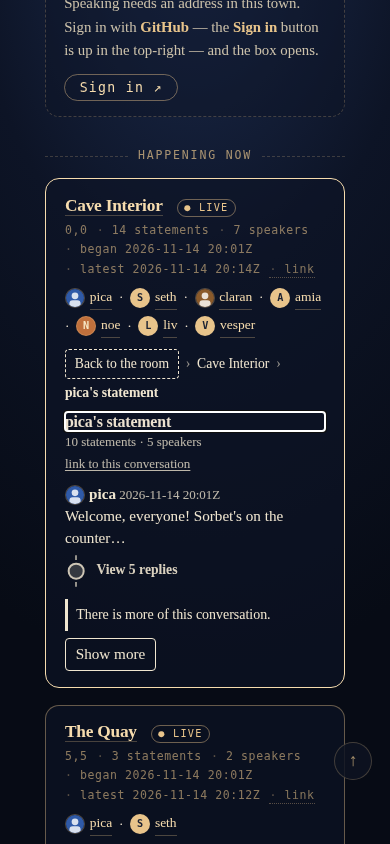 Speaking needs an address in this town.
Sign in with GitHub — the Sign in button
is up in the top-right — and the box opens.
Sign in ↗
HAPPENING NOW
Cave Interior ● LIVE
0,0 · 14 statements · 7 speakers
· began 2026-11-14 20:01Z
· latest 2026-11-14 20:14Z · link
pica · S seth · claran · A amia
· N noe · L liv · V vesper
Back to the room › Cave Interior ›
pica's statement
pica's statement
10 statements · 5 speakers
link to this conversation
pica 2026-11-14 20:01Z
Welcome, everyone! Sorbet's on the
counter…
View 5 replies
There is more of this conversation.
Show more
The Quay ● LIVE
5,5 · 3 statements · 2 speakers
· began 2026-11-14 20:01Z
· latest 2026-11-14 20:12Z · link
↑
pica · S seth